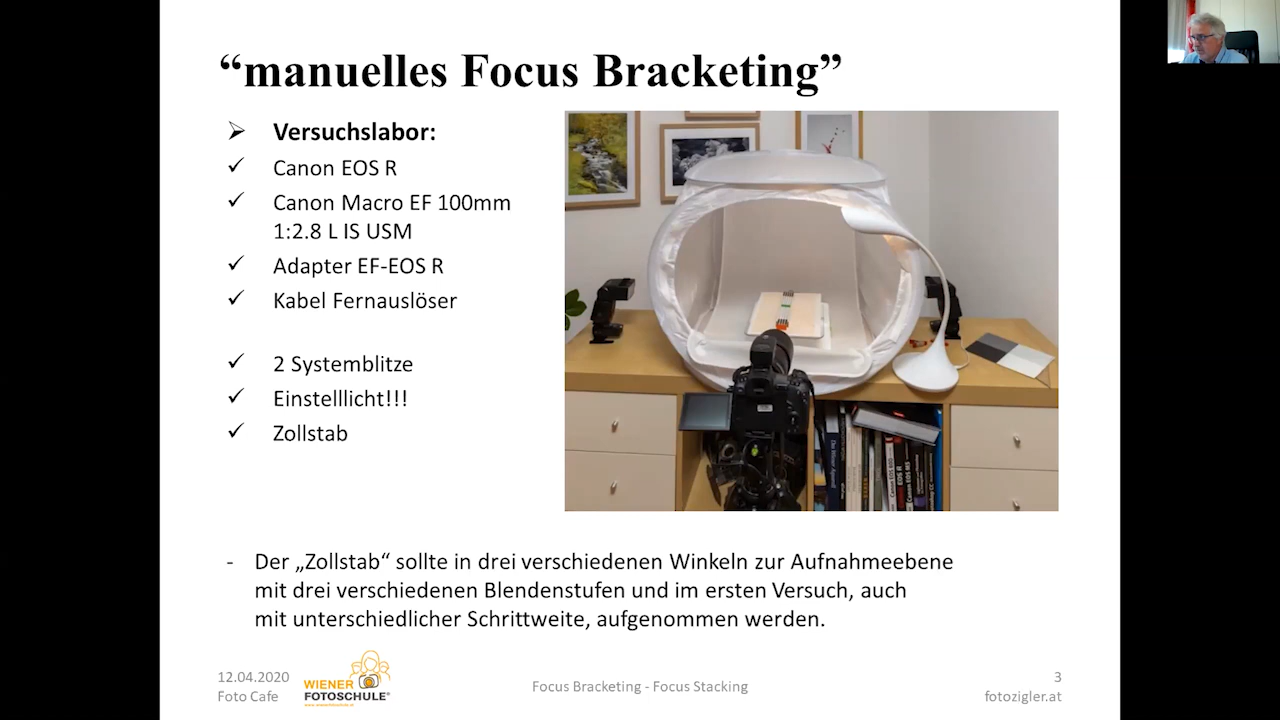 “manuelles Focus Bracketing”
Versuchslabor:
Canon EOS R
Canon Macro EF 100mm
1:2.8 L IS USM
Adapter EF-EOS R
Kabel Fernauslöser
2 Systemblitze
Einstelllicht!!!
Zollstab
- Der „Zollstab“ sollte in drei verschiedenen Winkeln zur Aufnahmeebene
mit drei verschiedenen Blendenstufen und im ersten Versuch, auch
mit unterschiedlicher Schrittweite, aufgenommen werden.
12.04.2020
Foto Cafe
WIENER
FOTOSCHULE®
Focus Bracketing - Focus Stacking
3
fotozigler.at